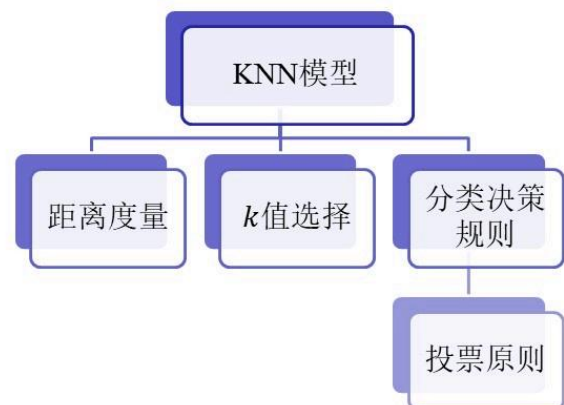 KNN模型
距离度量
k值选择
分类决策
规则
投票原则